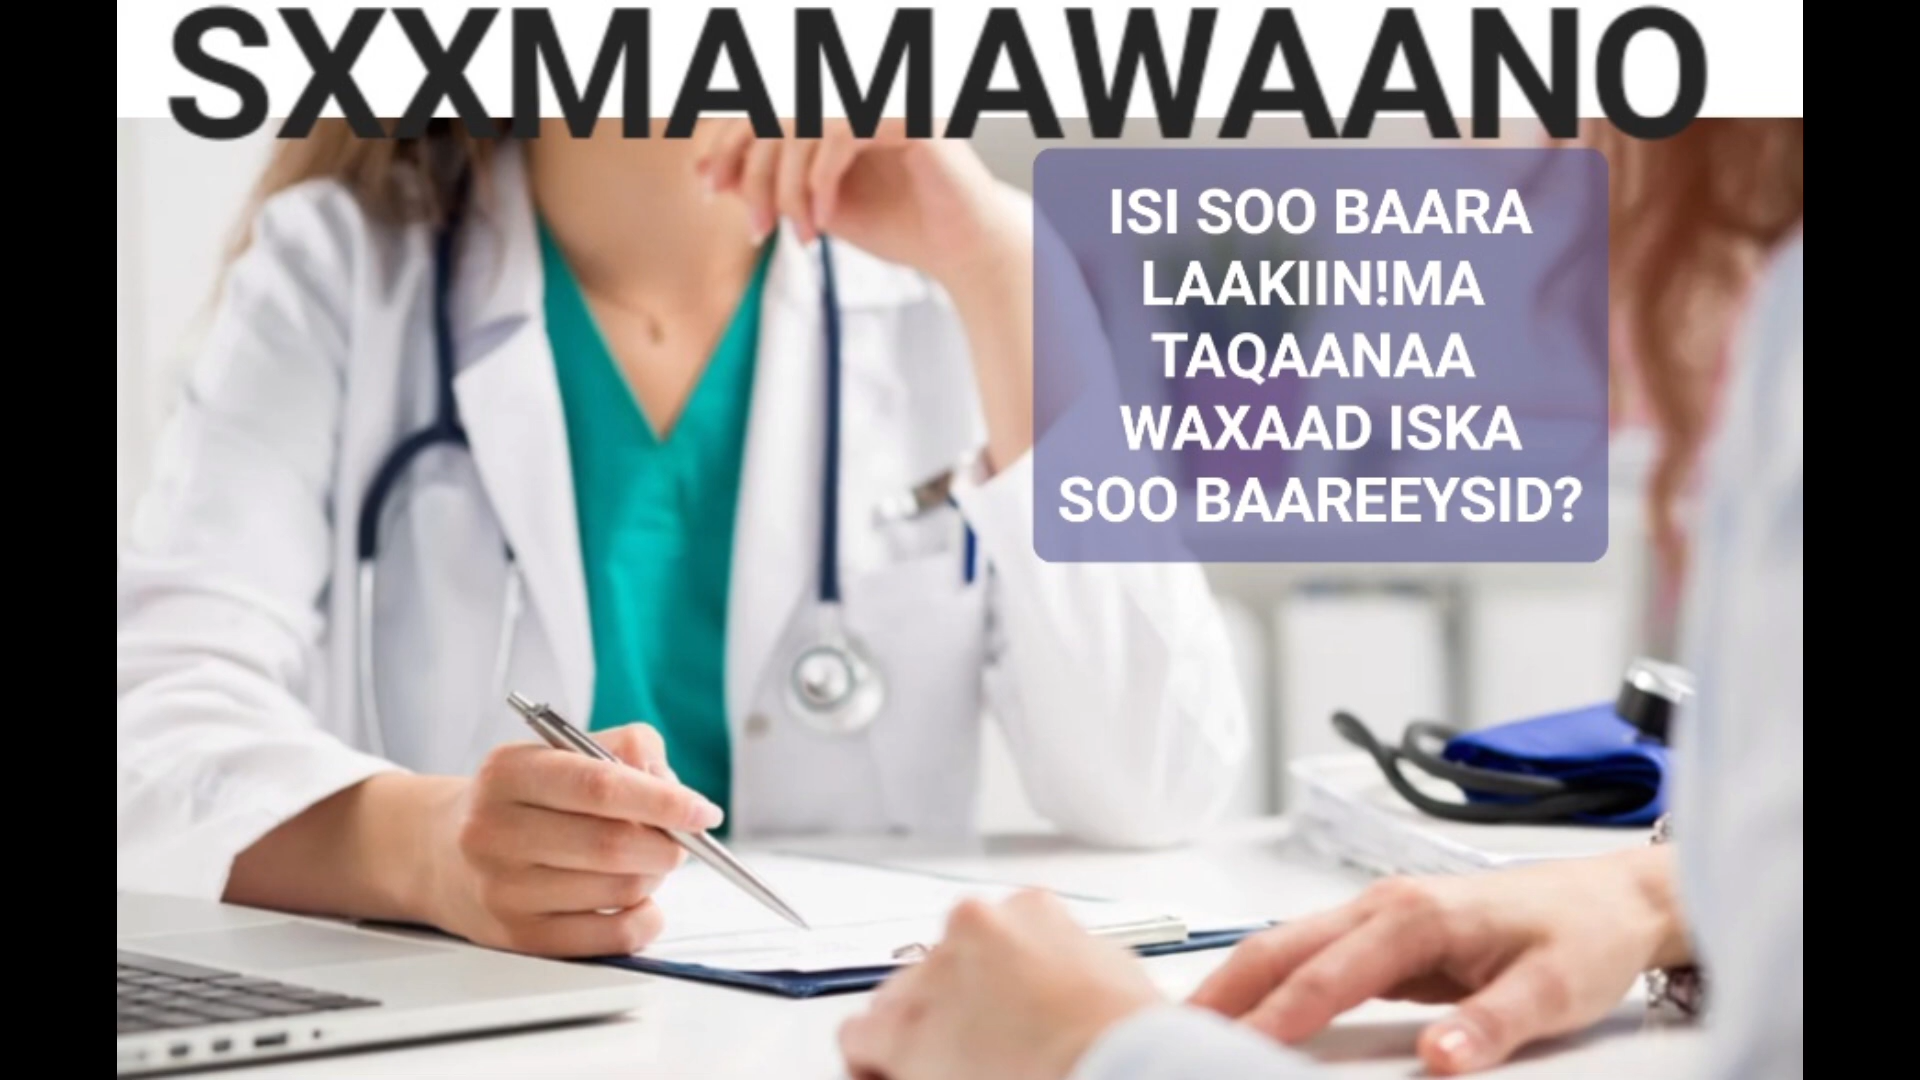 SXXMAMAWAANO
ISI SOO BAARA
LAAKIIN!MA
TAQAANAA
WAXAAD ISKA
SOO BAAREEYSID?